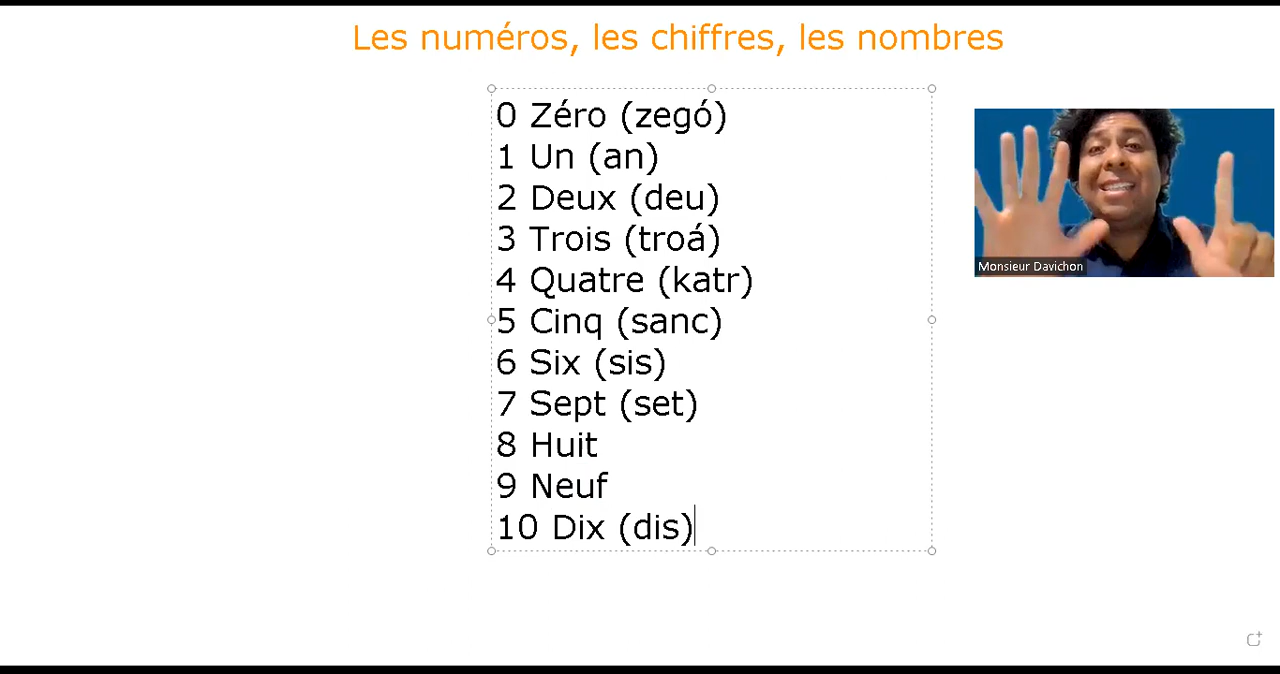 Les numéros, les chiffres, les nombres
0 Zéro (zegó)
1 Un (an)
2 Deux (deu)
3 Trois (troá)
4 Quatre (katr)
5 Cinq (sanc)
6 Six (sis)
7 Sept (set)
8 Huit
9 Neuf
10 Dix (dis)
Monsieur Davichon